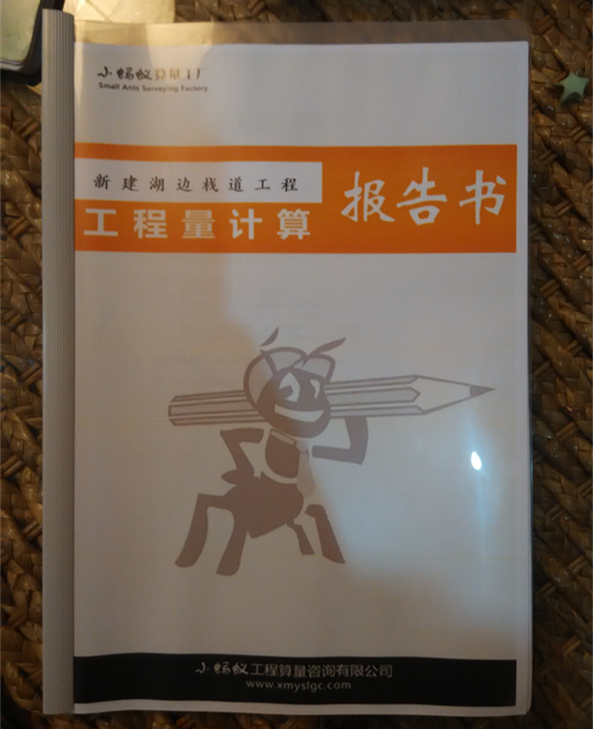 小蚂蚁算量工厂
Small Ants Surveying Factory
新建湖边栈道工程
工程量计算
报告书
小蚂蚁工程算量咨询有限公司
www.xmyslgc.com